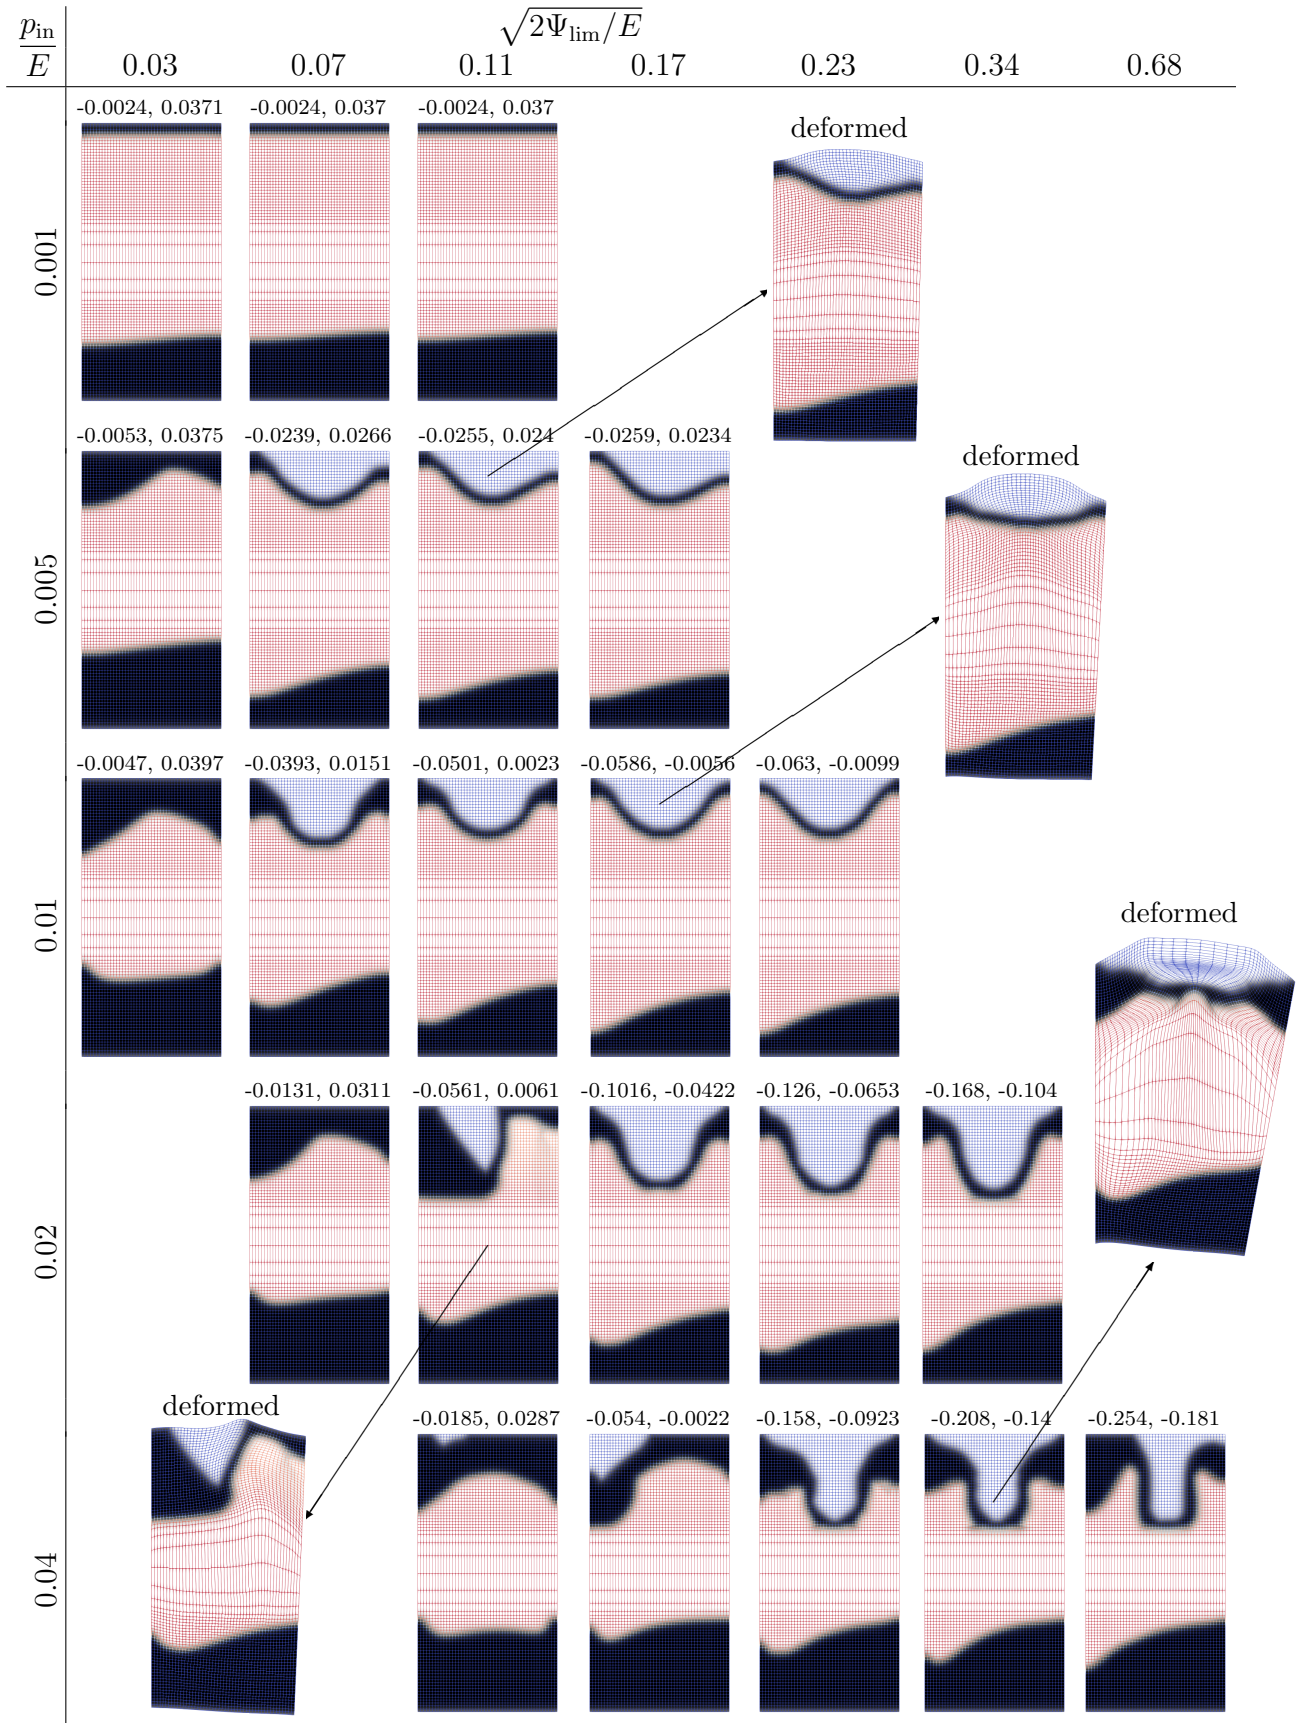 p_in/E √2Ψ_lim/E
0.03 0.07 0.11 0.17 0.23 0.34 0.68
-0.0024, 0.0371 -0.0024, 0.037 -0.0024, 0.037
deformed
0.001
-0.0053, 0.0375 -0.0239, 0.0266 -0.0255, 0.024 -0.0259, 0.0234
deformed
0.005
-0.0047, 0.0397 -0.0393, 0.0151 -0.0501, 0.0023 -0.0586, -0.0056 -0.063, -0.0099
deformed
0.01
-0.0131, 0.0311 -0.0561, 0.0061 -0.1016, -0.0422 -0.126, -0.0653 -0.168, -0.104
0.02
deformed
-0.0185, 0.0287 -0.054, -0.0022 -0.158, -0.0923 -0.208, -0.14 -0.254, -0.181
0.04